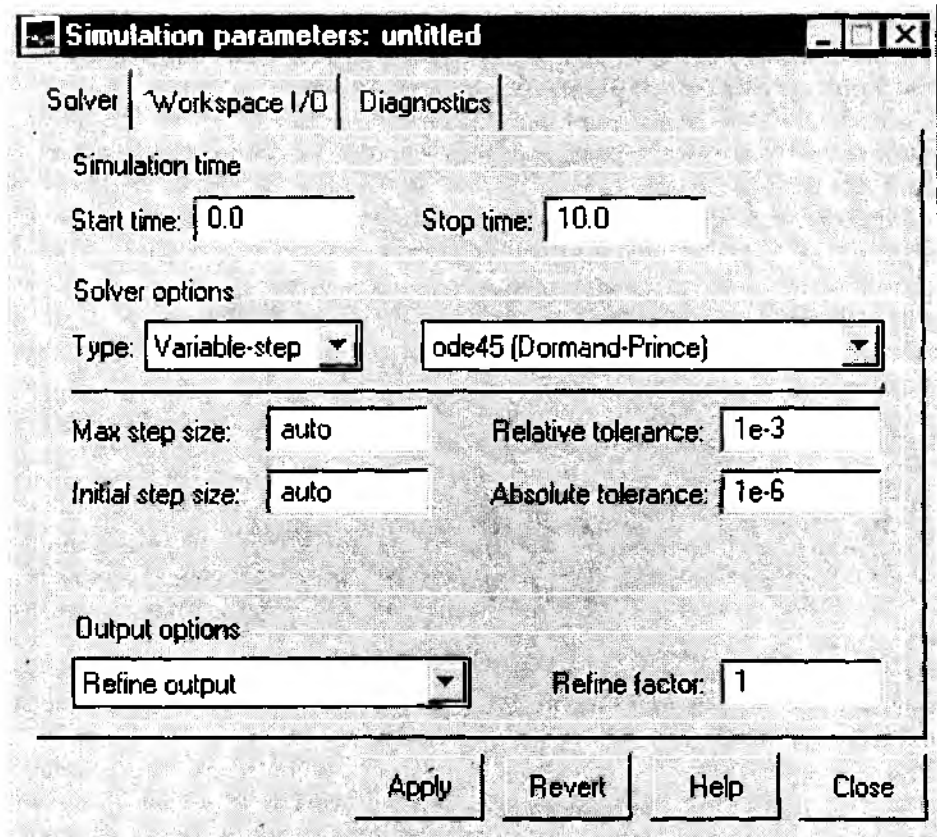 Simulation parameters: untitled
Solver Workspace I/O Diagnostics
Simulation time
Start time: 0.0 Stop time: 10.0
Solver options
Type: Variable-step ode45 (Dormand-Prince)
Max step size: auto Relative tolerance: 1e-3
Initial step size: auto Absolute tolerance: 1e-6
Output options
Refine output Refine factor: 1
Apply Revert Help Close